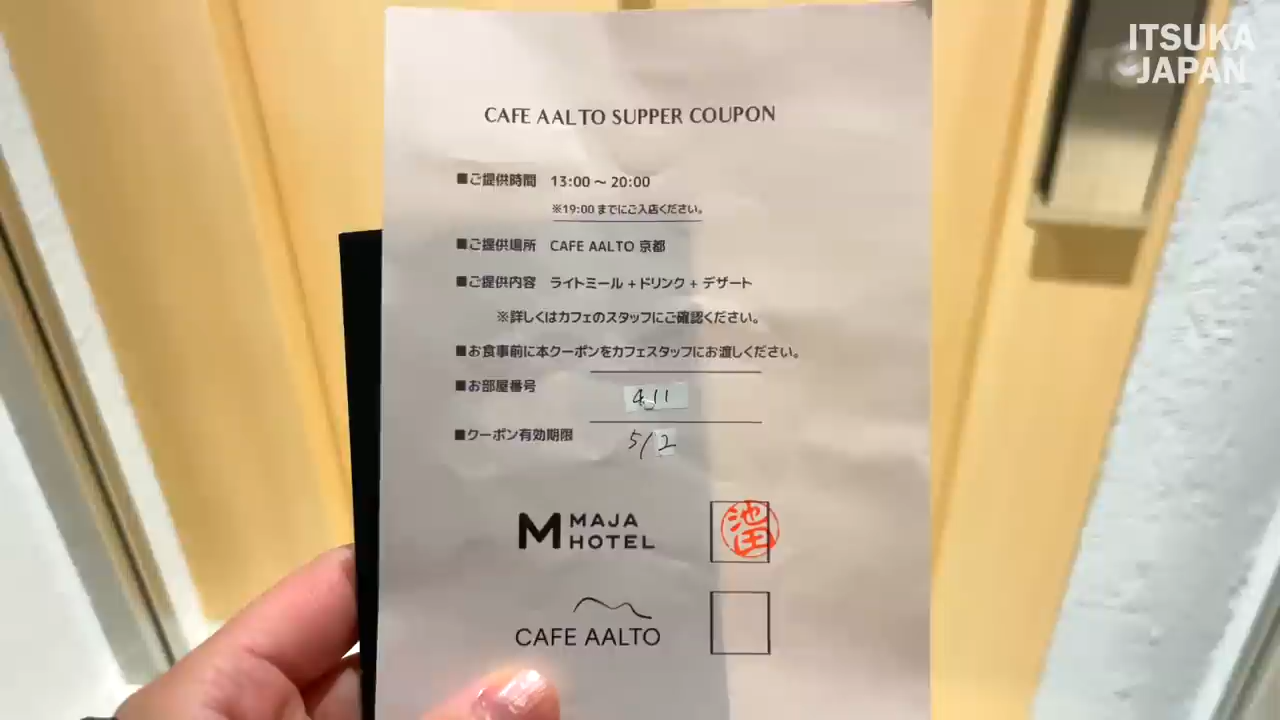 ITSUKA
JAPAN
CAFE AALTO SUPPER COUPON
■ご提供時間 13:00 ~ 20:00
※19:00 までにご入店ください。
■ご提供場所 CAFE AALTO 京都
■ご提供内容 ライトミール + ドリンク + デザート
※詳しくはカフェのスタッフにご確認ください。
■お食事前に本クーポンをカフェスタッフにお渡しください。
■お部屋番号 411
■クーポン有効期限 5/2
M MAJA
HOTEL
池田
CAFE AALTO